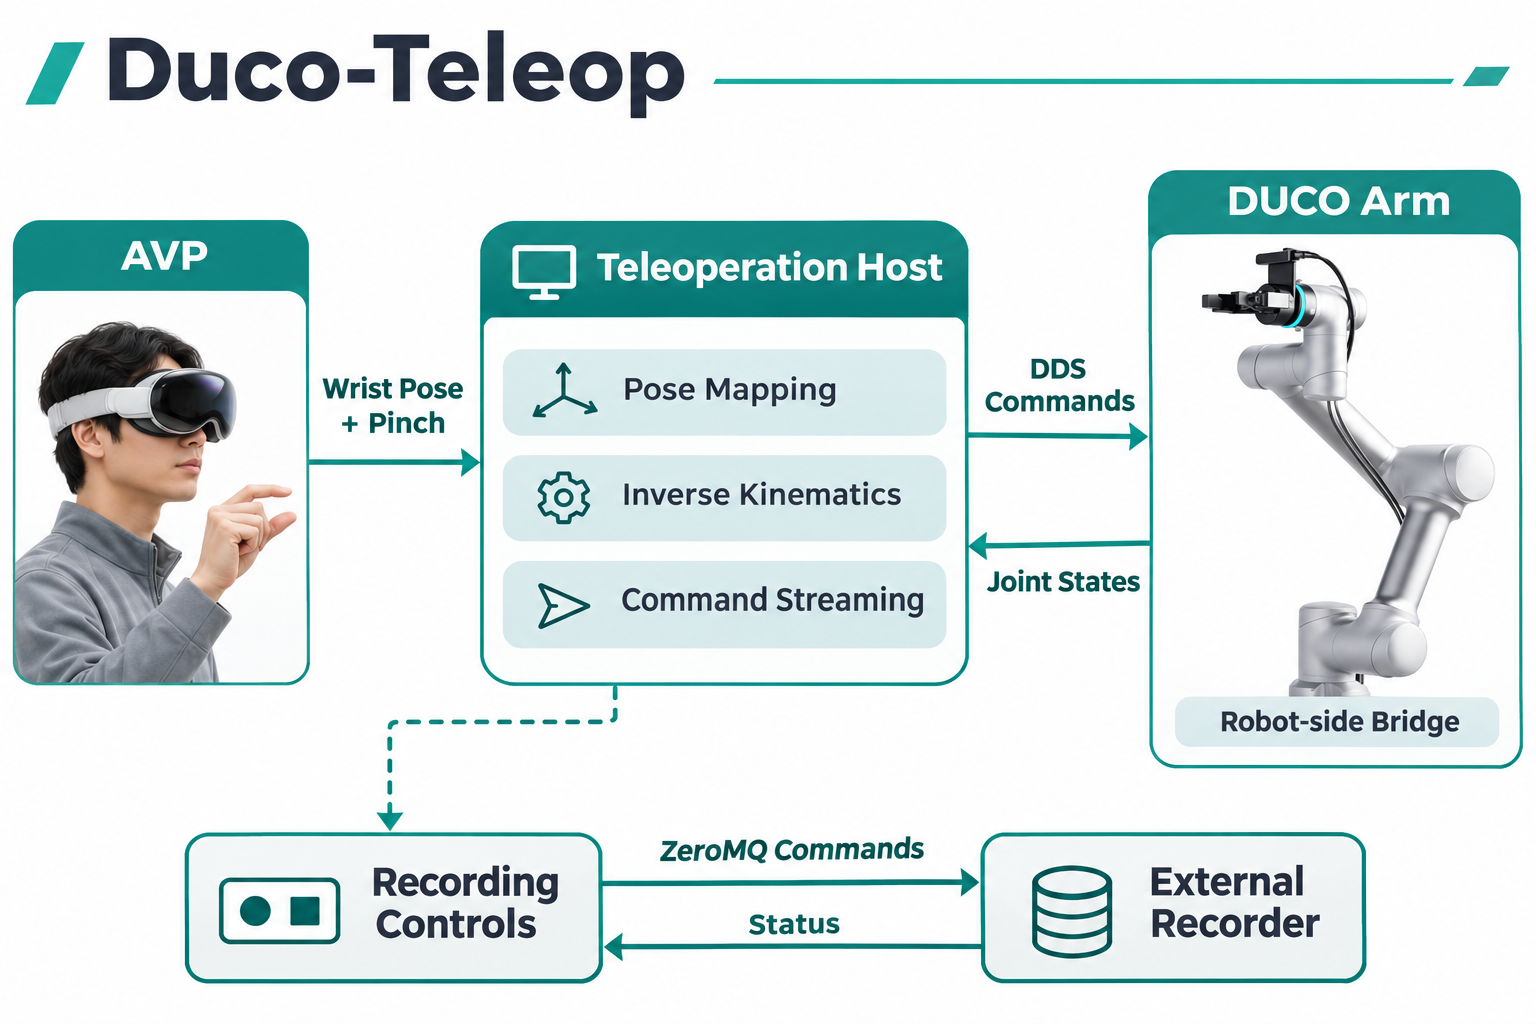 Duco-Teleop
AVP
Wrist Pose
+ Pinch
Teleoperation Host
Pose Mapping
Inverse Kinematics
Command Streaming
DDS
Commands
Joint States
DUCO Arm
Robot-side Bridge
Recording
Controls
ZeroMQ Commands
Status
External
Recorder